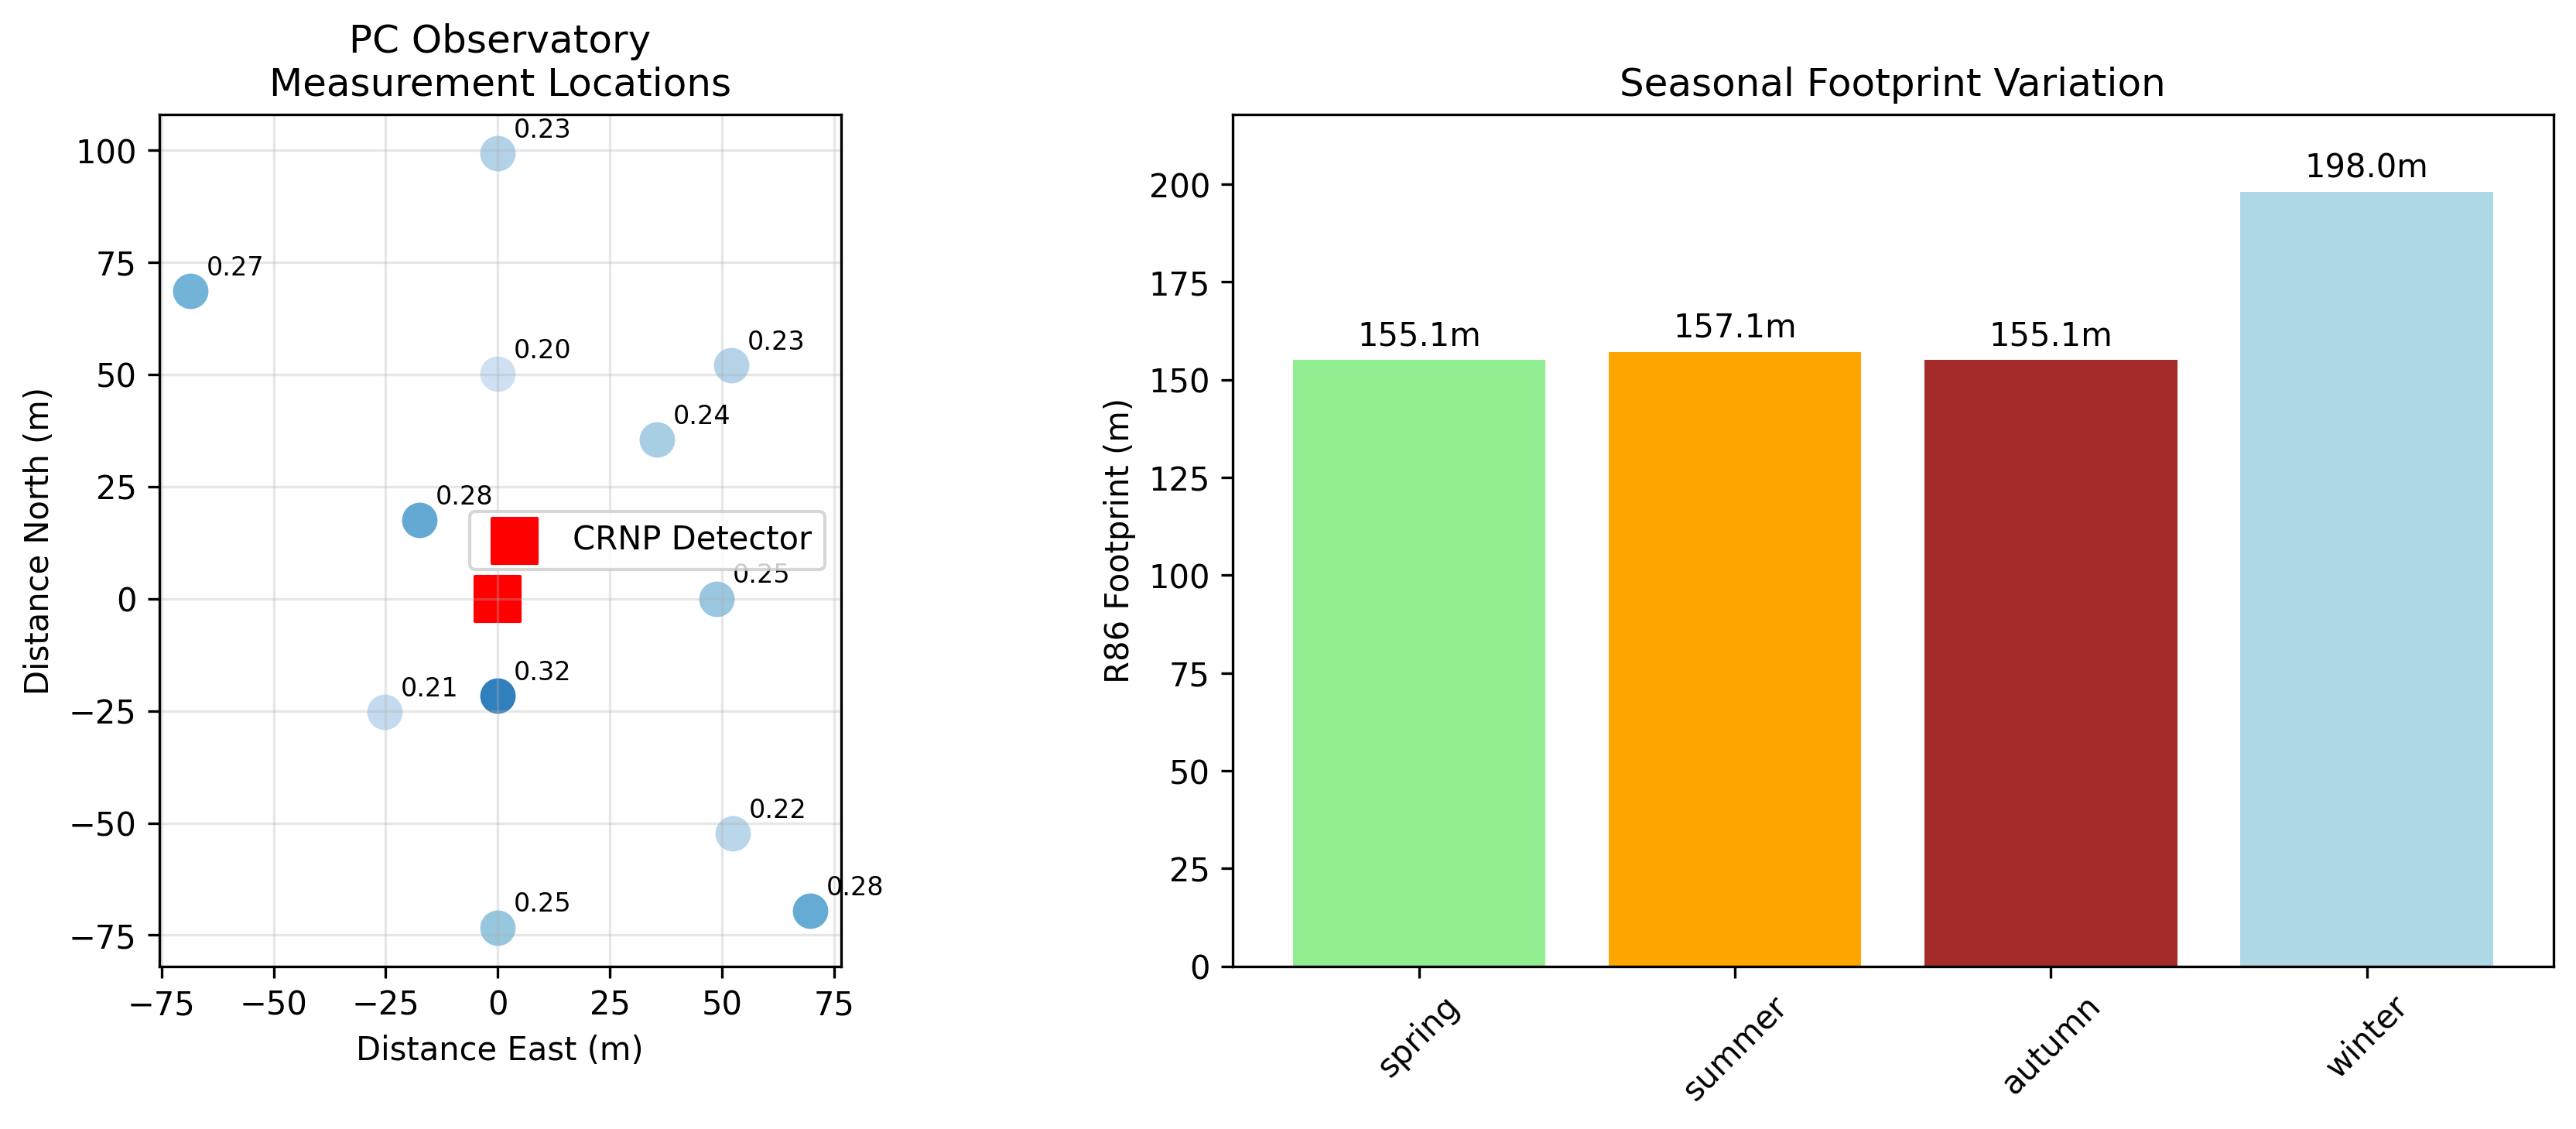 PC Observatory
Measurement Locations
Distance North (m)
100
75
50
25
0
−25
−50
−75
0.23
0.27
0.20
0.23
0.24
0.28
CRNP Detector
0.25
0.32
0.21
0.22
0.28
0.25
−75
−50
−25
0
25
50
75
Distance East (m)
Seasonal Footprint Variation
R86 Footprint (m)
200
175
150
125
100
75
50
25
0
155.1m
157.1m
155.1m
198.0m
spring
summer
autumn
winter